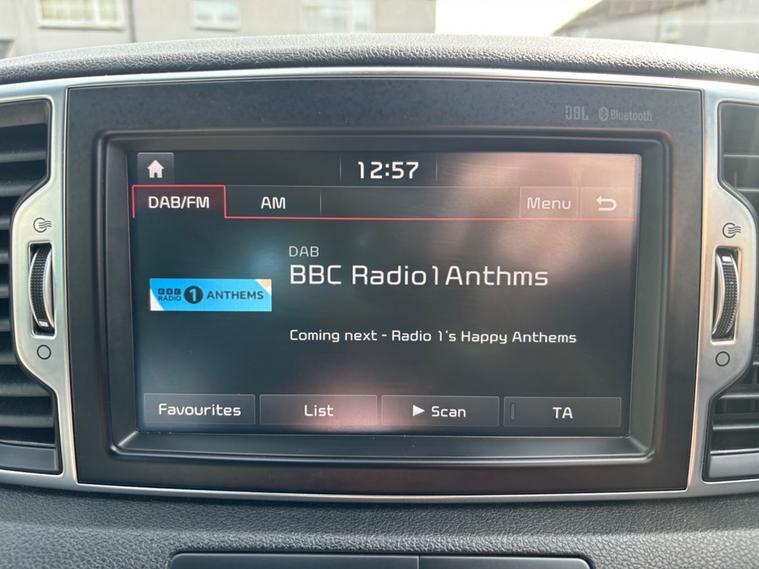 JBL Bluetooth
12:57
DAB/FM AM Menu
DAB
BBC Radio1Anthms
BBC RADIO 1 ANTHEMS
Coming next - Radio 1's Happy Anthems
Favourites List Scan TA